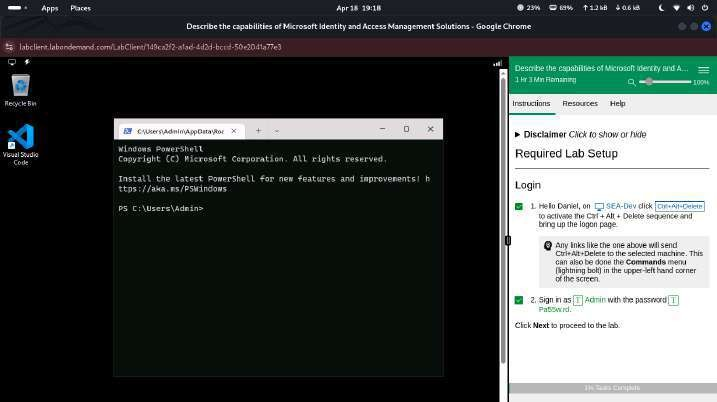 Apps Places Apr 18 19:18 23% 69% ↑ 1.2 kB ↓ 0.6 kB
Describe the capabilities of Microsoft Identity and Access Management Solutions - Google Chrome
labclient.labondemand.com/LabClient/149ca2f2-a1ad-4d2d-bccd-50e2041a77e3
Recycle Bin
Visual Studio
Code
C:\Users\Admin\AppData\Roa
Windows PowerShell
Copyright (C) Microsoft Corporation. All rights reserved.
Install the latest PowerShell for new features and improvements! h
ttps://aka.ms/PSWindows
PS C:\Users\Admin>
Describe the capabilities of Microsoft Identity and A...
1 Hr 3 Min Remaining
100%
Instructions Resources Help
Disclaimer Click to show or hide
Required Lab Setup
Login
1. Hello Daniel, on SEA-Dev click Ctrl+Alt+Delete
to activate the Ctrl + Alt + Delete sequence and
bring up the logon page.
Any links like the one above will send
Ctrl+Alt+Delete to the selected machine. This
can also be done the Commands menu
(lightning bolt) in the upper-left hand corner
of the screen.
2. Sign in as T Admin with the password T
Pa55w.rd.
Click Next to proceed to the lab.
1% Tasks Complete